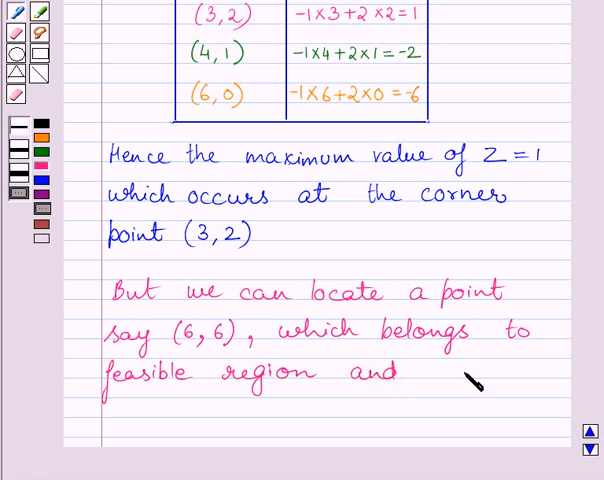 (3,2) -1×3+2×2=1
(4,1) -1×4+2×1=-2
(6,0) -1×6+2×0=-6
Hence the maximum value of Z=1
which occurs at the corner
point (3,2)
But we can locate a point
say (6,6), which belongs to
feasible region and